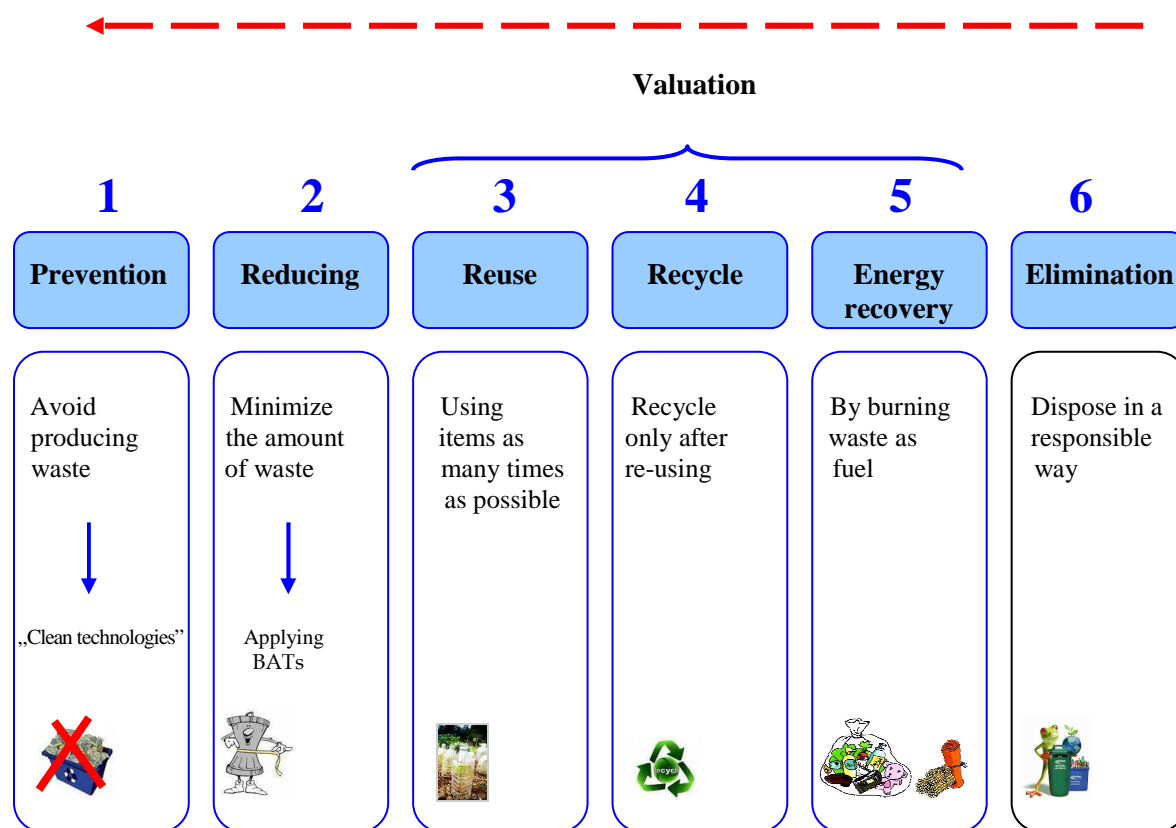 Valuation
1 2 3 4 5 6
Prevention
Reducing
Reuse
Recycle
Energy
recovery
Elimination
Avoid
producing
waste
„Clean technologies”
Minimize
the amount
of waste
Applying
BATs
Using
items as
many times
as possible
Recycle
only after
re-using
recycle
By burning
waste as
fuel
Dispose in a
responsible
way